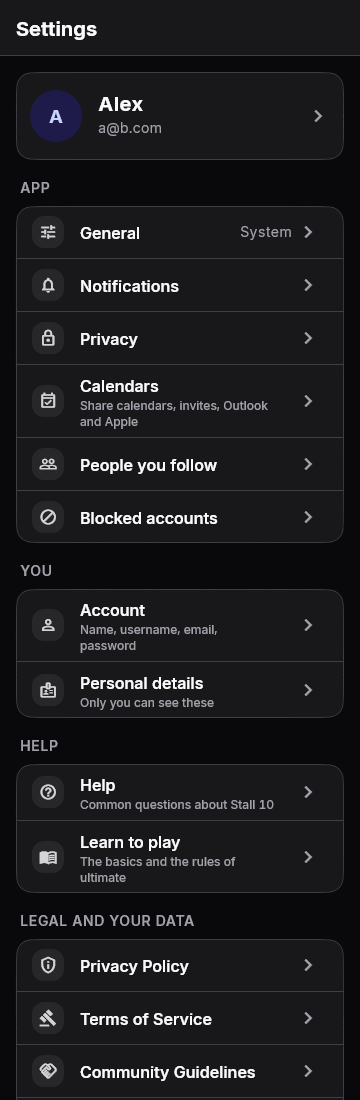 Settings
A
Alex
a@b.com
APP
General
System
Notifications
Privacy
Calendars
Share calendars, invites, Outlook
and Apple
People you follow
Blocked accounts
YOU
Account
Name, username, email,
password
Personal details
Only you can see these
HELP
Help
Common questions about Stall 10
Learn to play
The basics and the rules of
ultimate
LEGAL AND YOUR DATA
Privacy Policy
Terms of Service
Community Guidelines